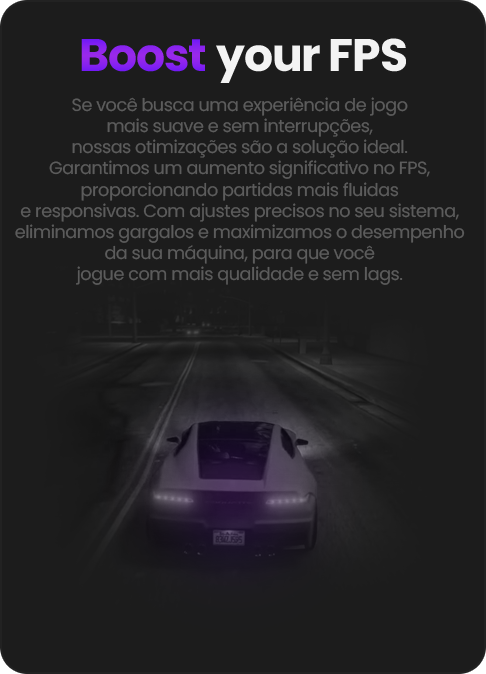 Boost your FPS
Se você busca uma experiência de jogo
mais suave e sem interrupções,
nossas otimizações são a solução ideal.
Garantimos um aumento significativo no FPS,
proporcionando partidas mais fluidas
e responsivas. Com ajustes precisos no seu sistema,
eliminamos gargalos e maximizamos o desempenho
da sua máquina, para que você
jogue com mais qualidade e sem lags.